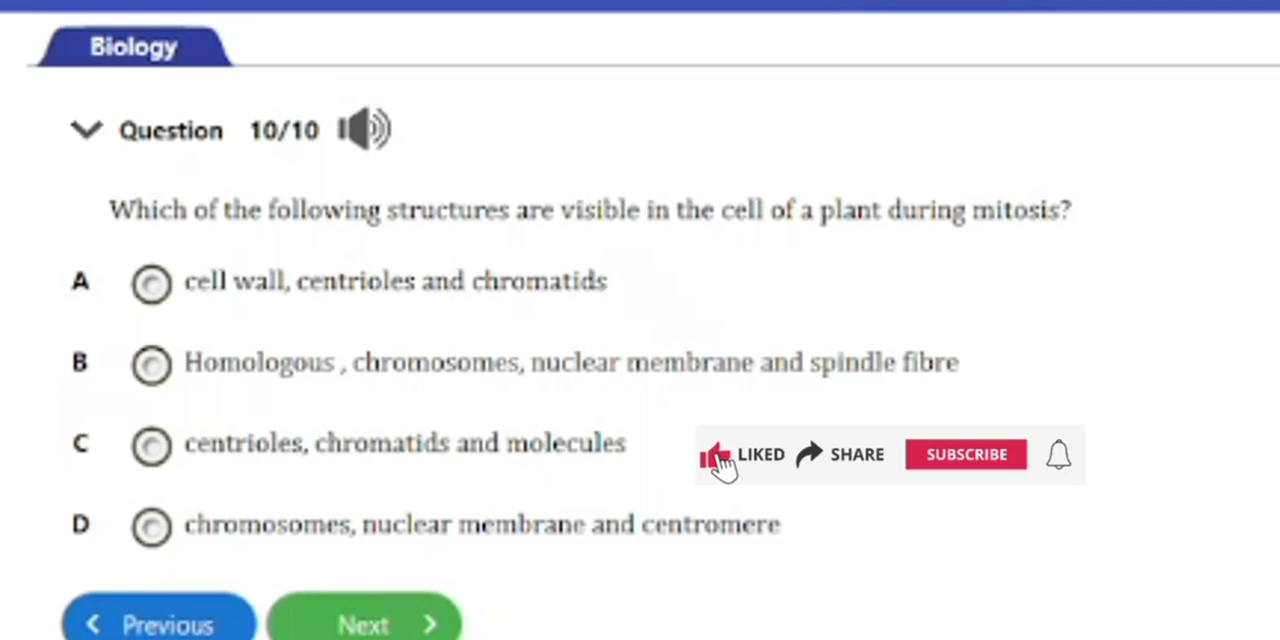 Biology
Question 10/10
Which of the following structures are visible in the cell of a plant during mitosis?
A cell wall, centrioles and chromatids
B Homologous , chromosomes, nuclear membrane and spindle fibre
C centrioles, chromatids and molecules
LIKED SHARE SUBSCRIBE
D chromosomes, nuclear membrane and centromere
Previous Next